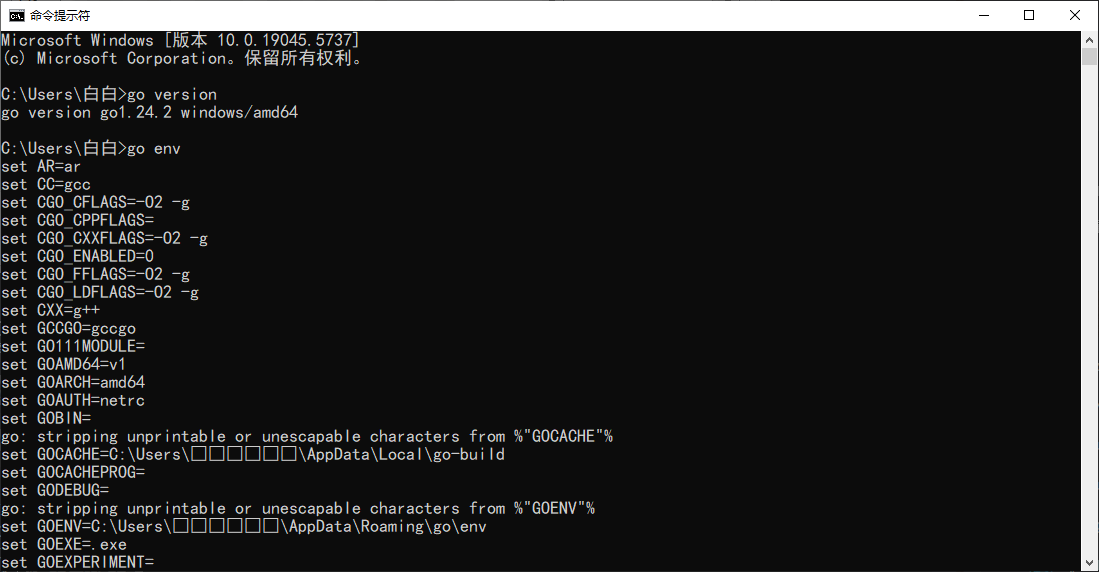 命令提示符
Microsoft Windows [版本 10.0.19045.5737]
(c) Microsoft Corporation。保留所有权利。
C:\Users\白白>go version
go version go1.24.2 windows/amd64
C:\Users\白白>go env
set AR=ar
set CC=gcc
set CGO_CFLAGS=-O2 -g
set CGO_CPPFLAGS=
set CGO_CXXFLAGS=-O2 -g
set CGO_ENABLED=0
set CGO_FFLAGS=-O2 -g
set CGO_LDFLAGS=-O2 -g
set CXX=g++
set GCCGO=gccgo
set GO111MODULE=
set GOAMD64=v1
set GOARCH=amd64
set GOAUTH=netrc
set GOBIN=
go: stripping unprintable or unescapable characters from %"GOCACHE"%
set GOCACHE=C:\Users\□□□□□□\AppData\Local\go-build
set GOCACHEPROG=
set GODEBUG=
go: stripping unprintable or unescapable characters from %"GOENV"%
set GOENV=C:\Users\□□□□□□\AppData\Roaming\go\env
set GOEXE=.exe
set GOEXPERIMENT=